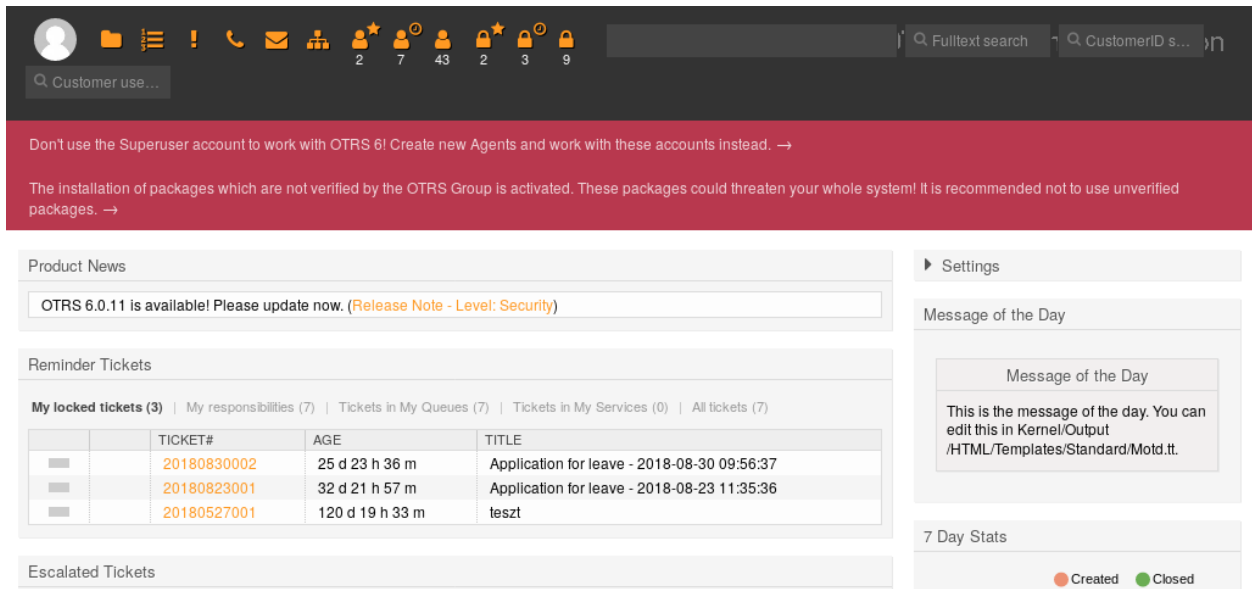 2 7 43 2 3 9
Fulltext search
CustomerID s...
Customer use...
Don't use the Superuser account to work with OTRS 6! Create new Agents and work with these accounts instead. →
The installation of packages which are not verified by the OTRS Group is activated. These packages could threaten your whole system! It is recommended not to use unverified
packages. →
Product News
OTRS 6.0.11 is available! Please update now. (Release Note - Level: Security)
Reminder Tickets
My locked tickets (3) | My responsibilities (7) | Tickets in My Queues (7) | Tickets in My Services (0) | All tickets (7)
TICKET# AGE TITLE
20180830002 25 d 23 h 36 m Application for leave - 2018-08-30 09:56:37
20180823001 32 d 21 h 57 m Application for leave - 2018-08-23 11:35:36
20180527001 120 d 19 h 33 m teszt
Escalated Tickets
Settings
Message of the Day
Message of the Day
This is the message of the day. You can
edit this in Kernel/Output
/HTML/Templates/Standard/Motd.tt.
7 Day Stats
Created Closed